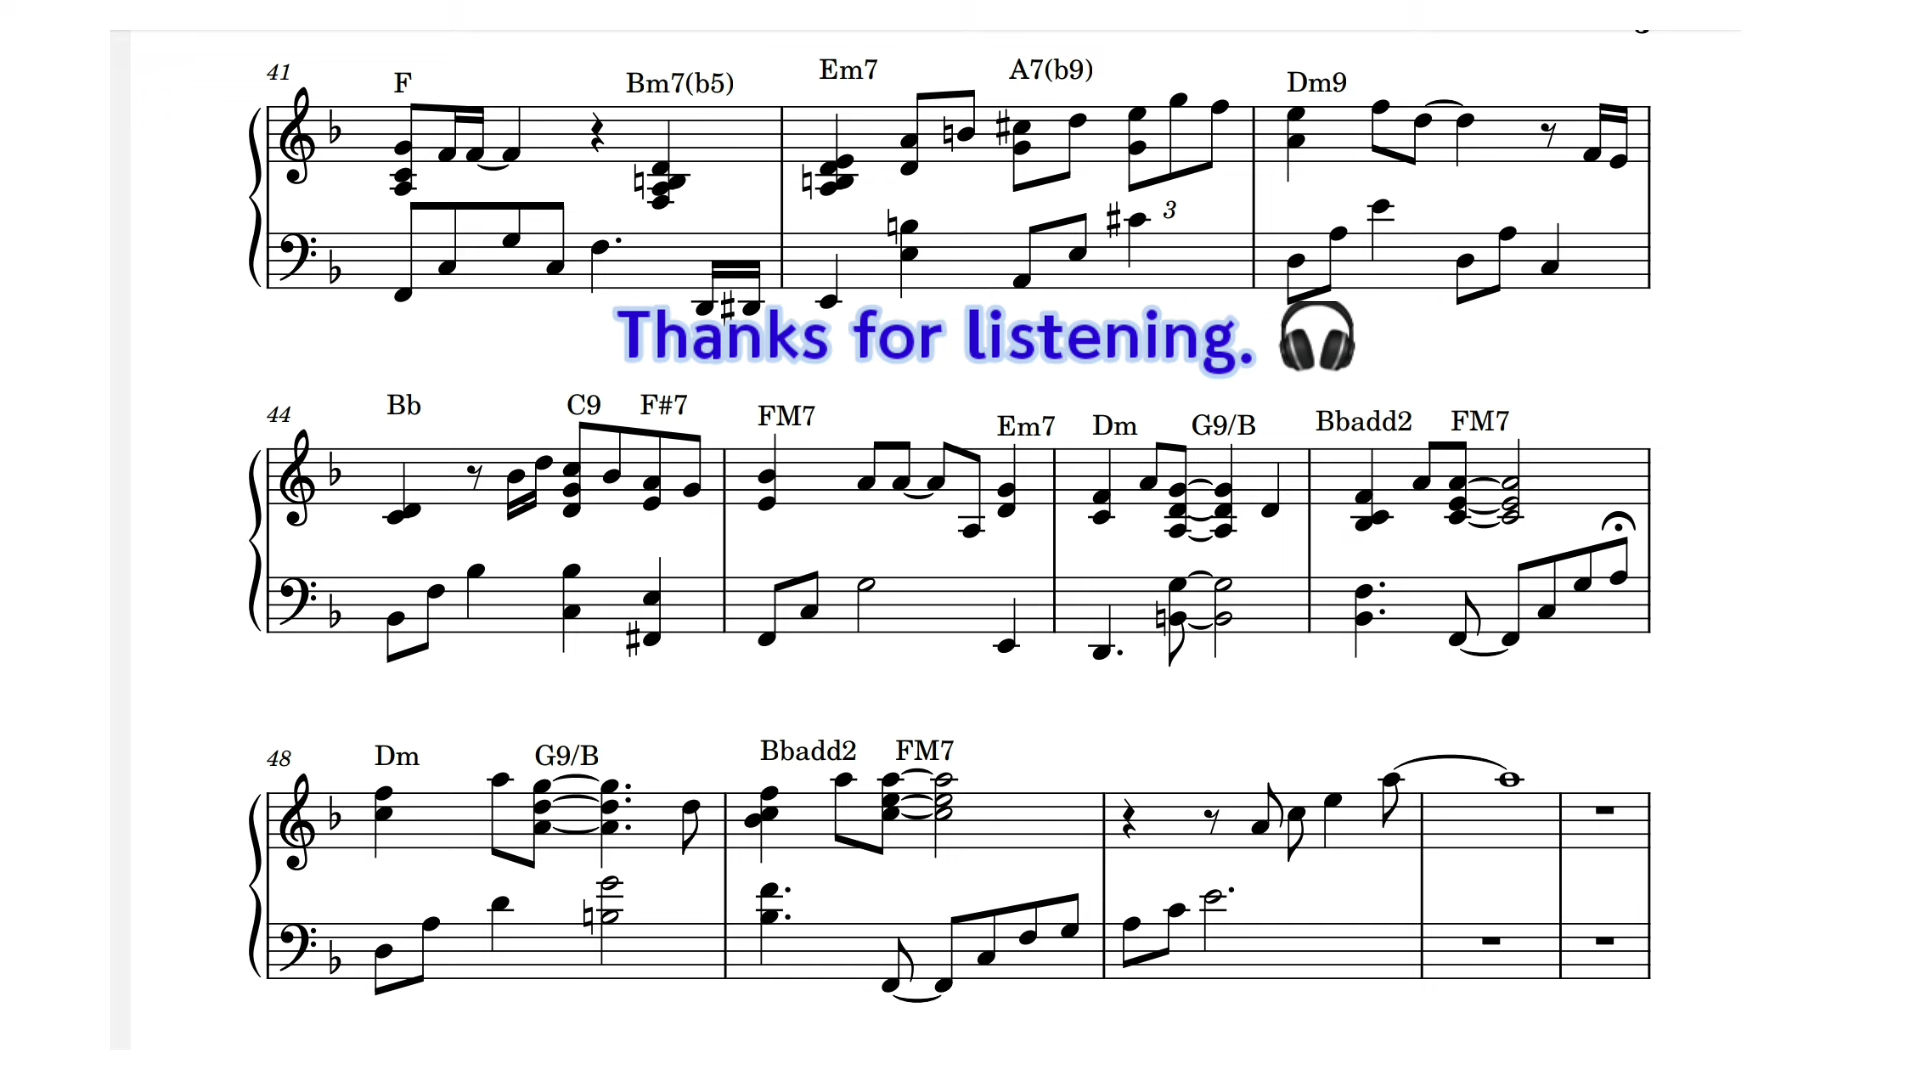 41 F Bm7(b5) Em7 A7(b9) Dm9
3
Thanks for listening.
44 Bb C9 F#7 FM7 Em7 Dm G9/B Bbadd2 FM7
48 Dm G9/B Bbadd2 FM7